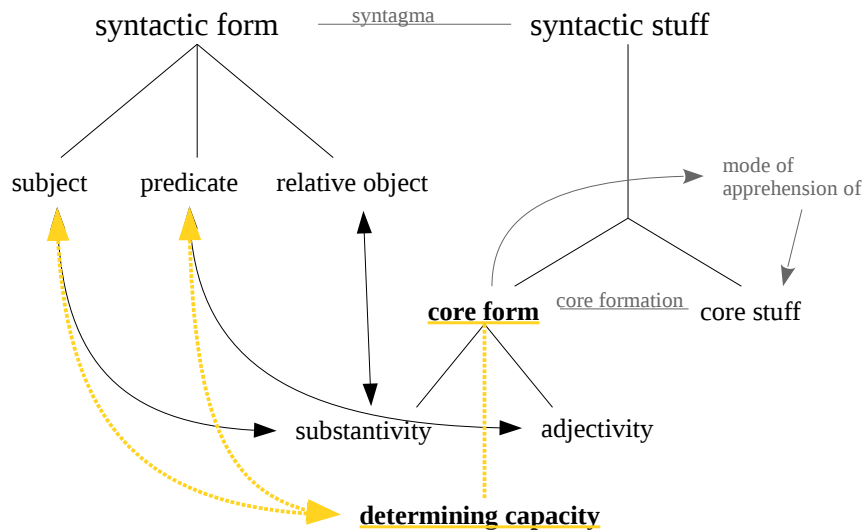 syntactic form
syntagma
syntactic stuff
subject
predicate
relative object
mode of
apprehension of
core form
core formation
core stuff
substantivity
adjectivity
determining capacity